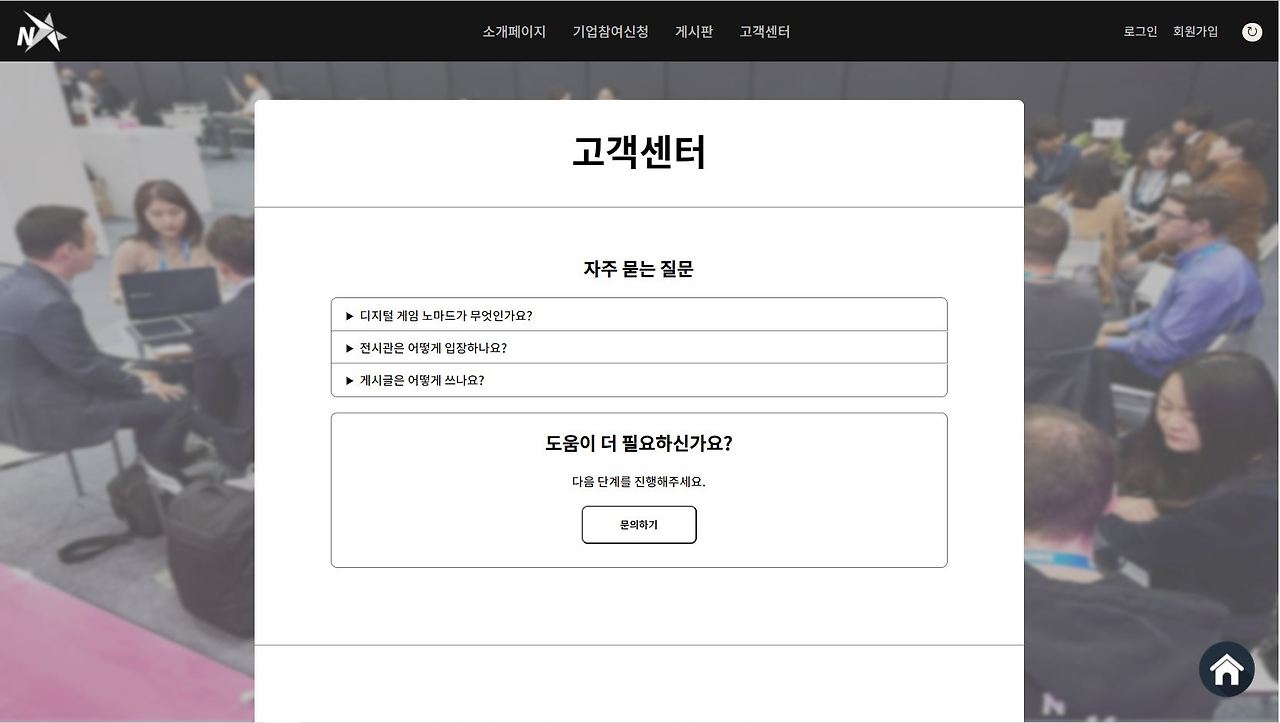 N
소개페이지 기업참여신청 게시판 고객센터 로그인 회원가입
고객센터
자주 묻는 질문
▶ 디지털 게임 노마드가 무엇인가요?
▶ 전시관은 어떻게 입장하나요?
▶ 게시글은 어떻게 쓰나요?
도움이 더 필요하신가요?
다음 단계를 진행해주세요.
문의하기